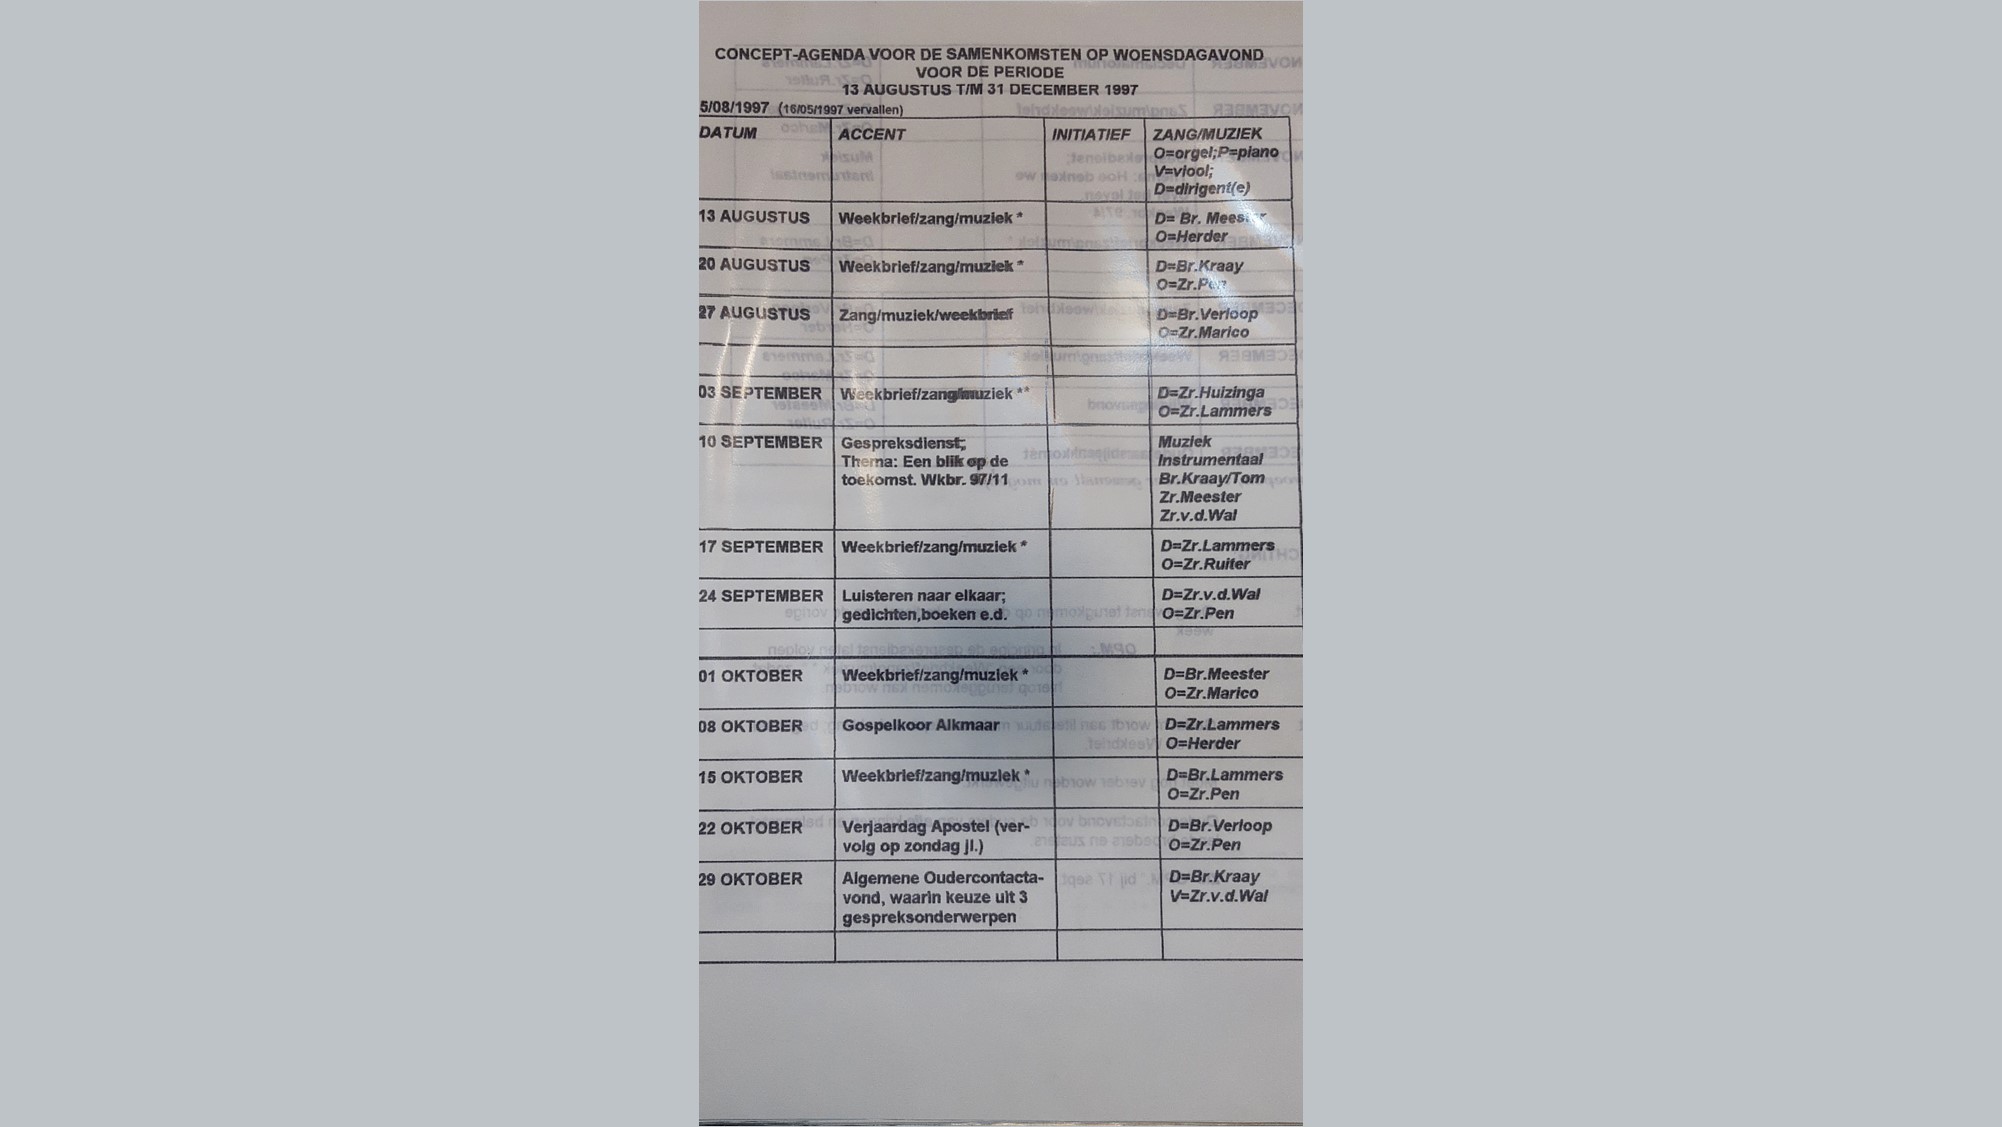 CONCEPT-AGENDA VOOR DE SAMENKOMSTEN OP WOENSDAGAVOND
VOOR DE PERIODE
13 AUGUSTUS T/M 31 DECEMBER 1997
5/08/1997 (16/05/1997 vervallen)
DATUM ACCENT INITIATIEF ZANG/MUZIEK
O=orgel;P=piano
V=viool;
D=dirigent(e)
13 AUGUSTUS Weekbrief/zang/muziek * D= Br. Meester
O=Herder
20 AUGUSTUS Weekbrief/zang/muziek * D=Br.Kraay
O=Zr.Pen
27 AUGUSTUS Zang/muziek/weekbrief D=Br.Verloop
O=Zr.Marico
03 SEPTEMBER Weekbrief/zang/muziek ** D=Zr.Huizinga
O=Zr.Lammers
10 SEPTEMBER Gespreksdienst; Muziek
Thema: Een blik op de Instrumentaal
toekomst. Wkbr. 97/11 Br.Kraay/Tom
Zr.Meester
Zr.v.d.Wal
17 SEPTEMBER Weekbrief/zang/muziek * D=Zr.Lammers
O=Zr.Ruiter
24 SEPTEMBER Luisteren naar elkaar; D=Zr.v.d.Wal
gedichten,boeken e.d. O=Zr.Pen
01 OKTOBER Weekbrief/zang/muziek * D=Br.Meester
O=Zr.Marico
08 OKTOBER Gospelkoor Alkmaar D=Zr.Lammers
O=Herder
15 OKTOBER Weekbrief/zang/muziek * D=Br.Lammers
O=Zr.Pen
22 OKTOBER Verjaardag Apostel (ver- D=Br.Verloop
volg op zondag jl.) O=Zr.Pen
29 OKTOBER Algemene Oudercontacta- D=Br.Kraay
vond, waarin keuze uit 3 V=Zr.v.d.Wal
gespreksonderwerpen